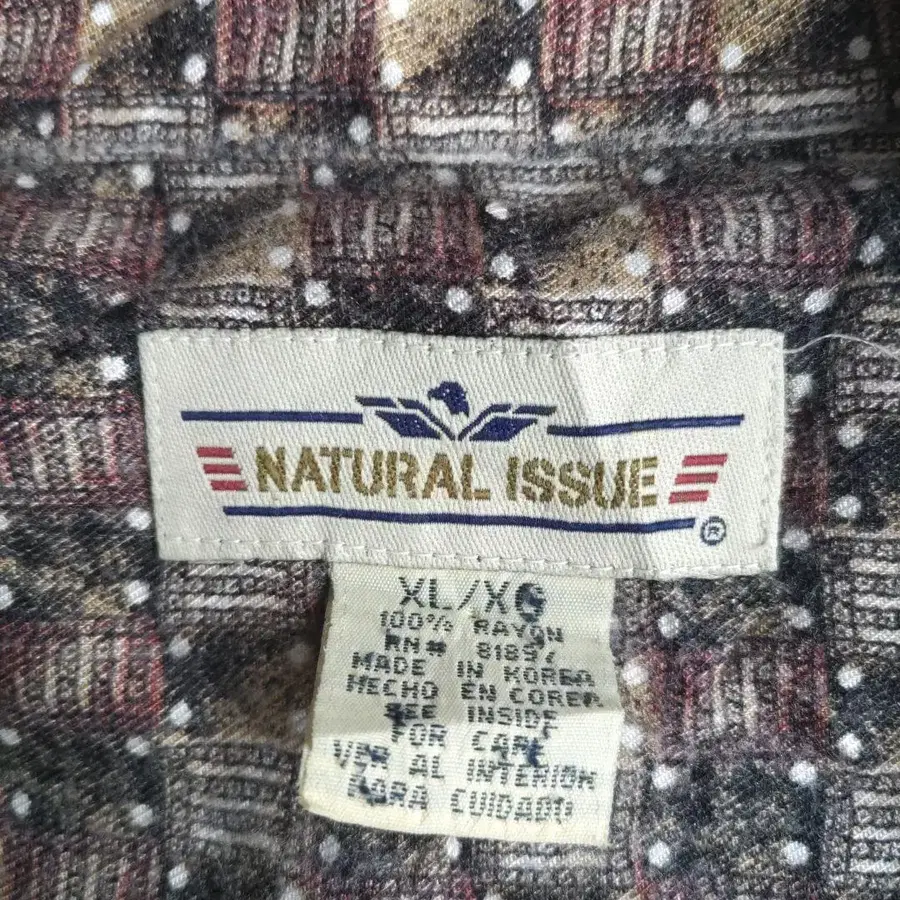 NATURAL ISSUE
®
XL/XG
100% RAYON
RN# 81897
MADE IN KOREA
HECHO EN COREA
SEE INSIDE
FOR CARE
VER AL INTERIOR
PARA CUIDADO